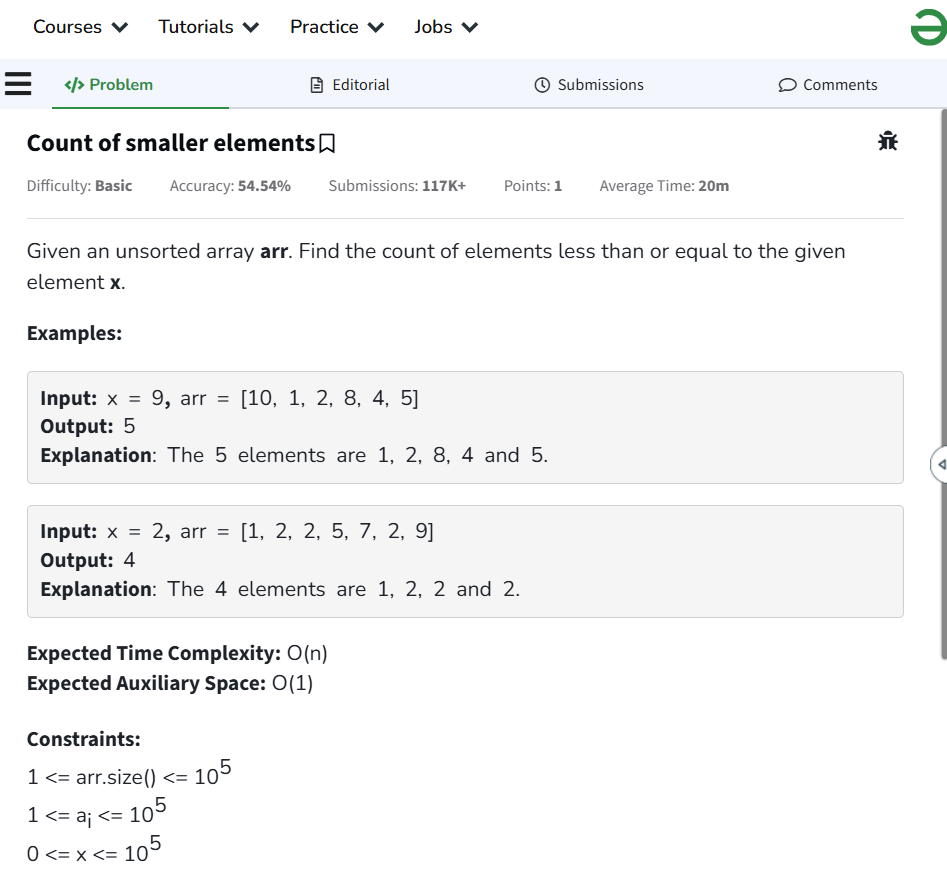 Courses Tutorials Practice Jobs
</> Problem Editorial Submissions Comments
Count of smaller elements
Difficulty: Basic Accuracy: 54.54% Submissions: 117K+ Points: 1 Average Time: 20m
Given an unsorted array arr. Find the count of elements less than or equal to the given
element x.
Examples:
Input: x = 9, arr = [10, 1, 2, 8, 4, 5]
Output: 5
Explanation: The 5 elements are 1, 2, 8, 4 and 5.
Input: x = 2, arr = [1, 2, 2, 5, 7, 2, 9]
Output: 4
Explanation: The 4 elements are 1, 2, 2 and 2.
Expected Time Complexity: O(n)
Expected Auxiliary Space: O(1)
Constraints:
1 <= arr.size() <= 10^5
1 <= a_i <= 10^5
0 <= x <= 10^5